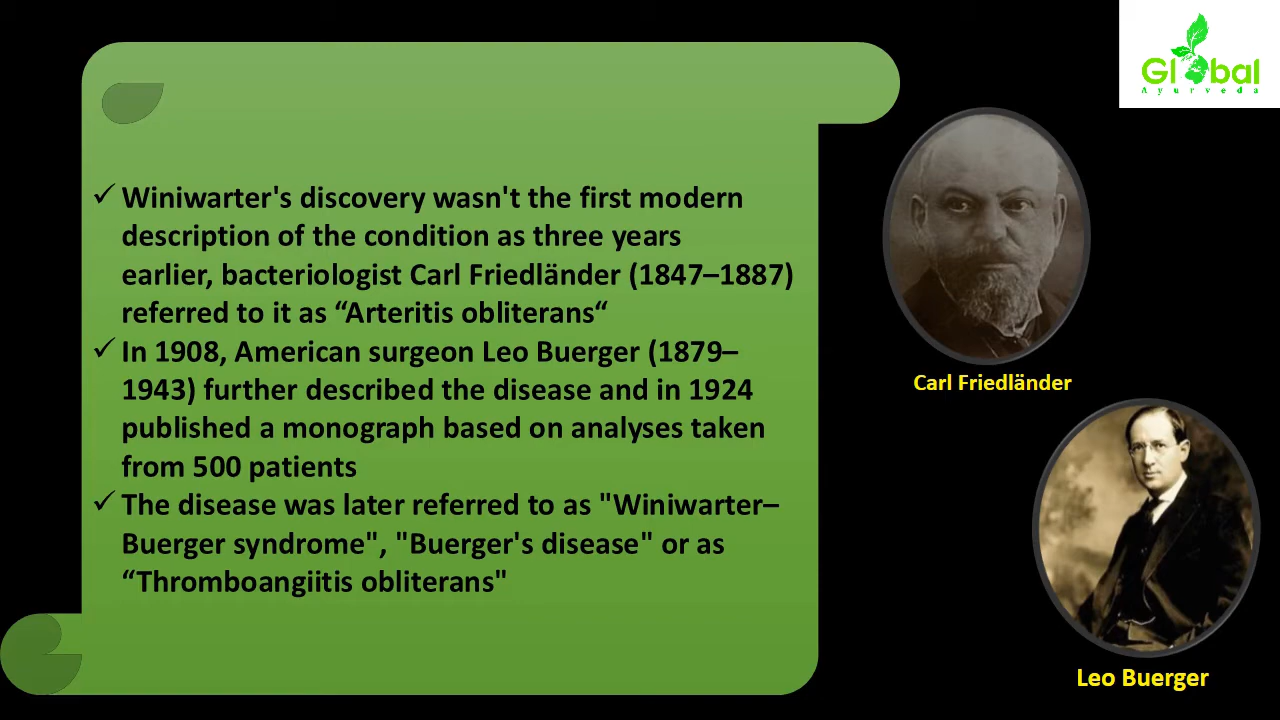 Global
Ayurveda
✓ Winiwarter's discovery wasn't the first modern
description of the condition as three years
earlier, bacteriologist Carl Friedländer (1847–1887)
referred to it as “Arteritis obliterans“
✓ In 1908, American surgeon Leo Buerger (1879–
1943) further described the disease and in 1924
published a monograph based on analyses taken
from 500 patients
✓ The disease was later referred to as "Winiwarter–
Buerger syndrome", "Buerger's disease" or as
“Thromboangiitis obliterans"
Carl Friedländer
Leo Buerger